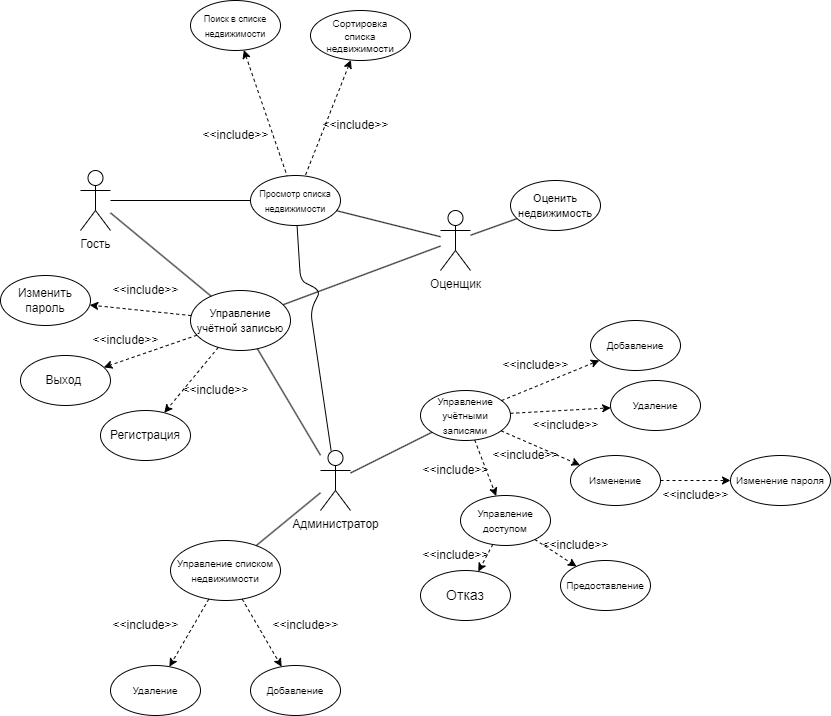 Поиск в списке
недвижимости
Сортировка
списка
недвижимости
<<include>>
<<include>>
Просмотр списка
недвижимости
Гость
Оценить
недвижимость
Оценщик
Изменить
пароль
<<include>>
Управление
учётной записью
<<include>>
Выход
<<include>>
Регистрация
Добавление
<<include>>
Управление
учётными
записями
Удаление
<<include>>
<<include>>
<<include>>
Изменение
<<include>>
Изменение пароля
Администратор
Управление
доступом
<<include>>
<<include>>
Отказ
Предоставление
Управление списком
недвижимости
<<include>>
<<include>>
Удаление
Добавление